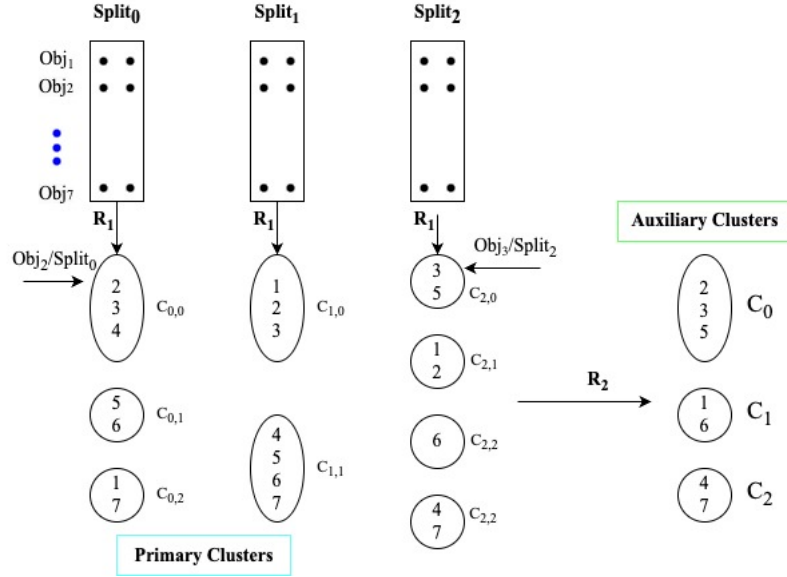 Split₀
Split₁
Split₂
Obj₁
Obj₂
Obj₇
R₁
R₁
R₁
Auxiliary Clusters
Obj₂/Split₀
Obj₃/Split₂
2
3
4
C₀,₀
1
2
3
C₁,₀
3
5
C₂,₀
2
3
5
C₀
1
2
C₂,₁
R₂
5
6
C₀,₁
4
5
6
7
C₁,₁
6
C₂,₂
1
6
C₁
1
7
C₀,₂
4
7
C₂,₂
4
7
C₂
Primary Clusters